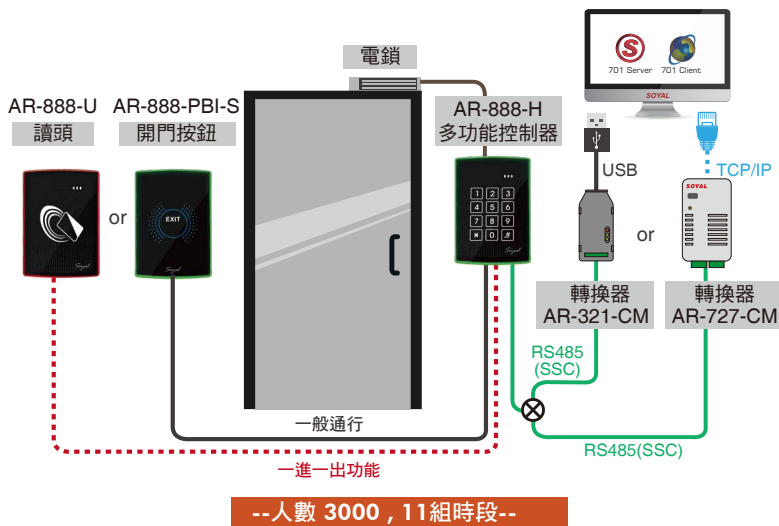 電鎖
701 Server
701 Client
SOYAL
AR-888-U
讀頭
AR-888-PBI-S
開門按鈕
AR-888-H
多功能控制器
or
EXIT
Soyal
Soyal
1 2 3
4 5 6
7 8 9
0
Soyal
USB
TCP/IP
SOYAL
or
轉換器
AR-321-CM
轉換器
AR-727-CM
RS485
(SSC)
RS485(SSC)
一般通行
一進一出功能
--人數 3000 , 11組時段--